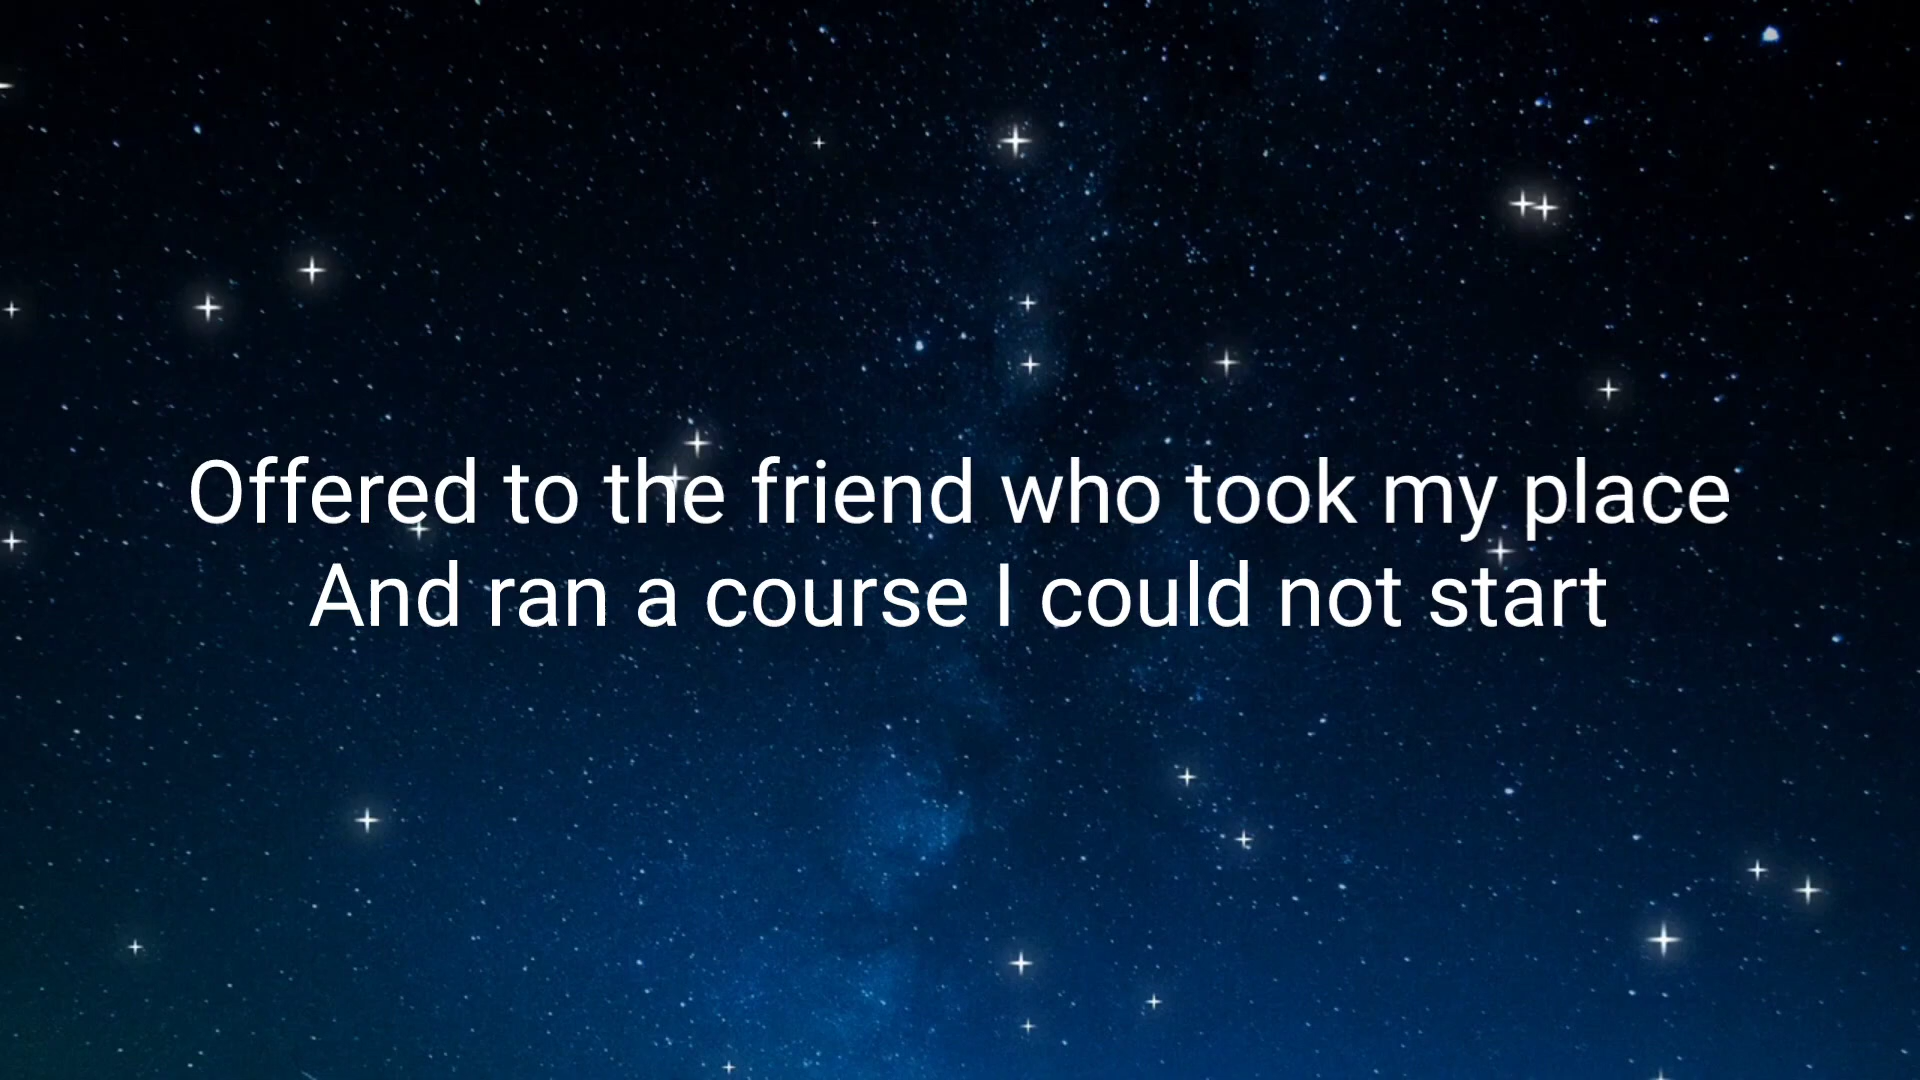 Offered to the friend who took my place
And ran a course I could not start